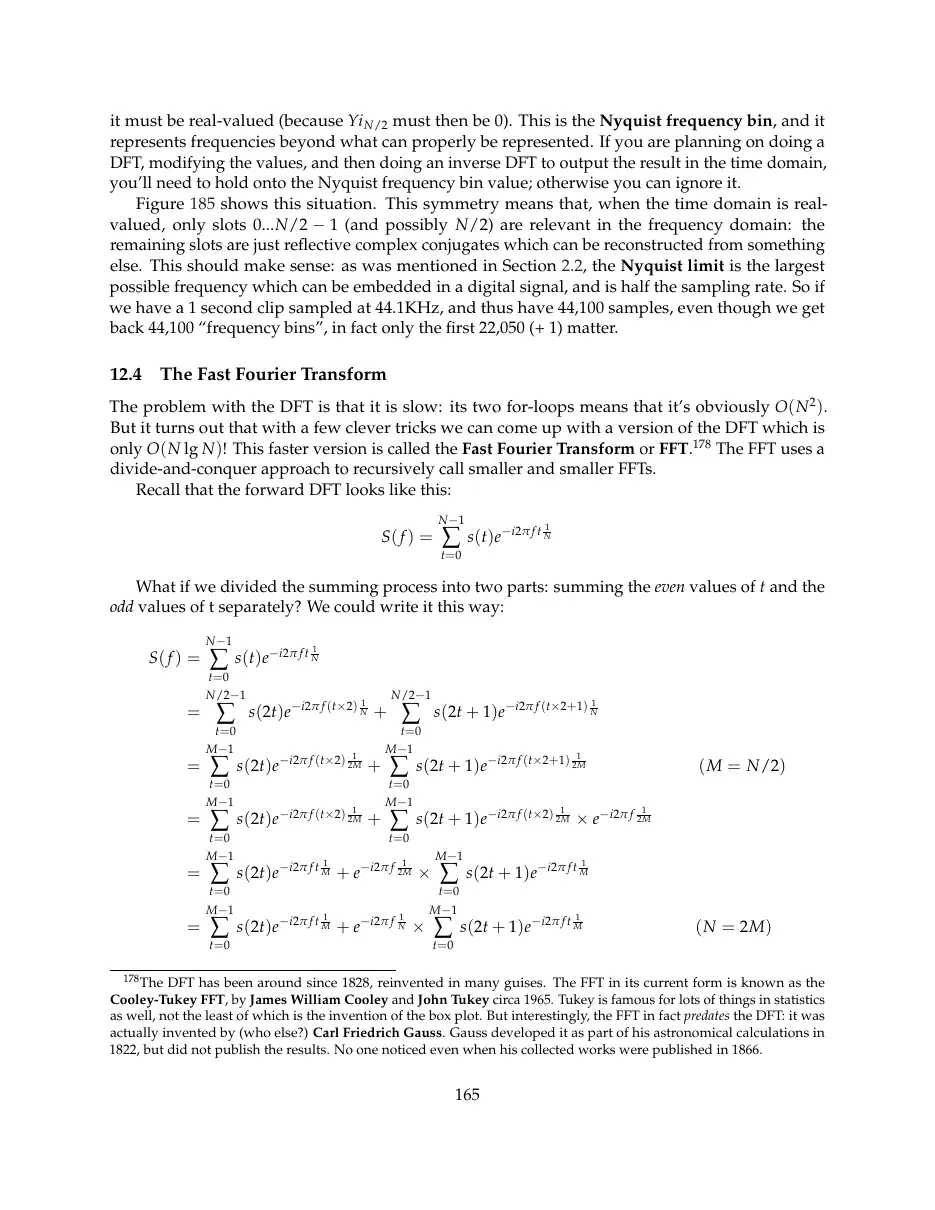 it must be real-valued (because Yi_{N/2} must then be 0). This is the Nyquist frequency bin, and it
represents frequencies beyond what can properly be represented. If you are planning on doing a
DFT, modifying the values, and then doing an inverse DFT to output the result in the time domain,
you'll need to hold onto the Nyquist frequency bin value; otherwise you can ignore it.
Figure 185 shows this situation. This symmetry means that, when the time domain is real-
valued, only slots 0...N/2 − 1 (and possibly N/2) are relevant in the frequency domain: the
remaining slots are just reflective complex conjugates which can be reconstructed from something
else. This should make sense: as was mentioned in Section 2.2, the Nyquist limit is the largest
possible frequency which can be embedded in a digital signal, and is half the sampling rate. So if
we have a 1 second clip sampled at 44.1KHz, and thus have 44,100 samples, even though we get
back 44,100 “frequency bins”, in fact only the first 22,050 (+ 1) matter.
12.4 The Fast Fourier Transform
The problem with the DFT is that it is slow: its two for-loops means that it's obviously O(N^2).
But it turns out that with a few clever tricks we can come up with a version of the DFT which is
only O(N lg N)! This faster version is called the Fast Fourier Transform or FFT.^{178} The FFT uses a
divide-and-conquer approach to recursively call smaller and smaller FFTs.
Recall that the forward DFT looks like this:
S(f) = ∑_{t=0}^{N−1} s(t)e^{−i2πft 1/N}
What if we divided the summing process into two parts: summing the even values of t and the
odd values of t separately? We could write it this way:
S(f) = ∑_{t=0}^{N−1} s(t)e^{−i2πft 1/N}
= ∑_{t=0}^{N/2−1} s(2t)e^{−i2πf(t×2) 1/N} + ∑_{t=0}^{N/2−1} s(2t + 1)e^{−i2πf(t×2+1) 1/N}
= ∑_{t=0}^{M−1} s(2t)e^{−i2πf(t×2) 1/2M} + ∑_{t=0}^{M−1} s(2t + 1)e^{−i2πf(t×2+1) 1/2M} (M = N/2)
= ∑_{t=0}^{M−1} s(2t)e^{−i2πf(t×2) 1/2M} + ∑_{t=0}^{M−1} s(2t + 1)e^{−i2πf(t×2) 1/2M} × e^{−i2πf 1/2M}
= ∑_{t=0}^{M−1} s(2t)e^{−i2πft 1/M} + e^{−i2πf 1/2M} × ∑_{t=0}^{M−1} s(2t + 1)e^{−i2πft 1/M}
= ∑_{t=0}^{M−1} s(2t)e^{−i2πft 1/M} + e^{−i2πf 1/N} × ∑_{t=0}^{M−1} s(2t + 1)e^{−i2πft 1/M} (N = 2M)
^{178}The DFT has been around since 1828, reinvented in many guises. The FFT in its current form is known as the
Cooley-Tukey FFT, by James William Cooley and John Tukey circa 1965. Tukey is famous for lots of things in statistics
as well, not the least of which is the invention of the box plot. But interestingly, the FFT in fact predates the DFT: it was
actually invented by (who else?) Carl Friedrich Gauss. Gauss developed it as part of his astronomical calculations in
1822, but did not publish the results. No one noticed even when his collected works were published in 1866.
165